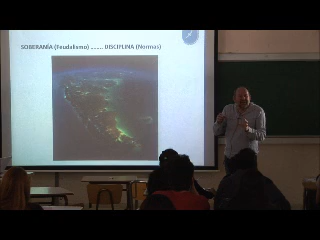 SOBERANÍA (Feudalismo) ........ DISCIPLINA (Normas)